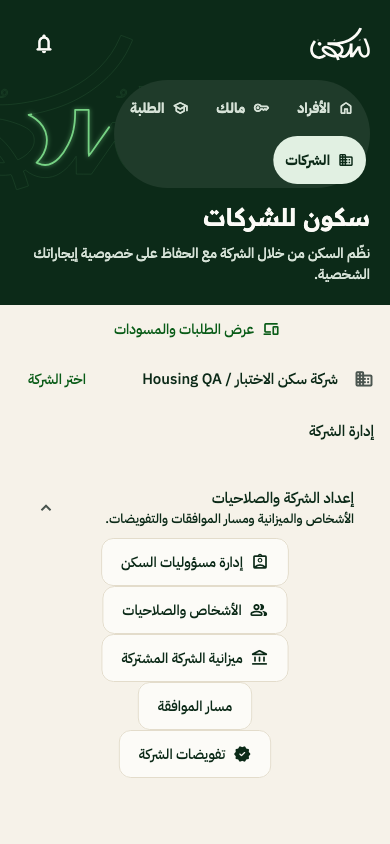 سكون
الأفراد
مالك
الطلبة
الشركات
سكون للشركات
نظّم السكن من خلال الشركة مع الحفاظ على خصوصية إيجاراتك
الشخصية.
عرض الطلبات والمسودات
شركة سكن الاختبار / Housing QA
اختر الشركة
إدارة الشركة
إعداد الشركة والصلاحيات
الأشخاص والميزانية ومسار الموافقات والتفويضات.
إدارة مسؤوليات السكن
الأشخاص والصلاحيات
ميزانية الشركة المشتركة
مسار الموافقة
تفويضات الشركة